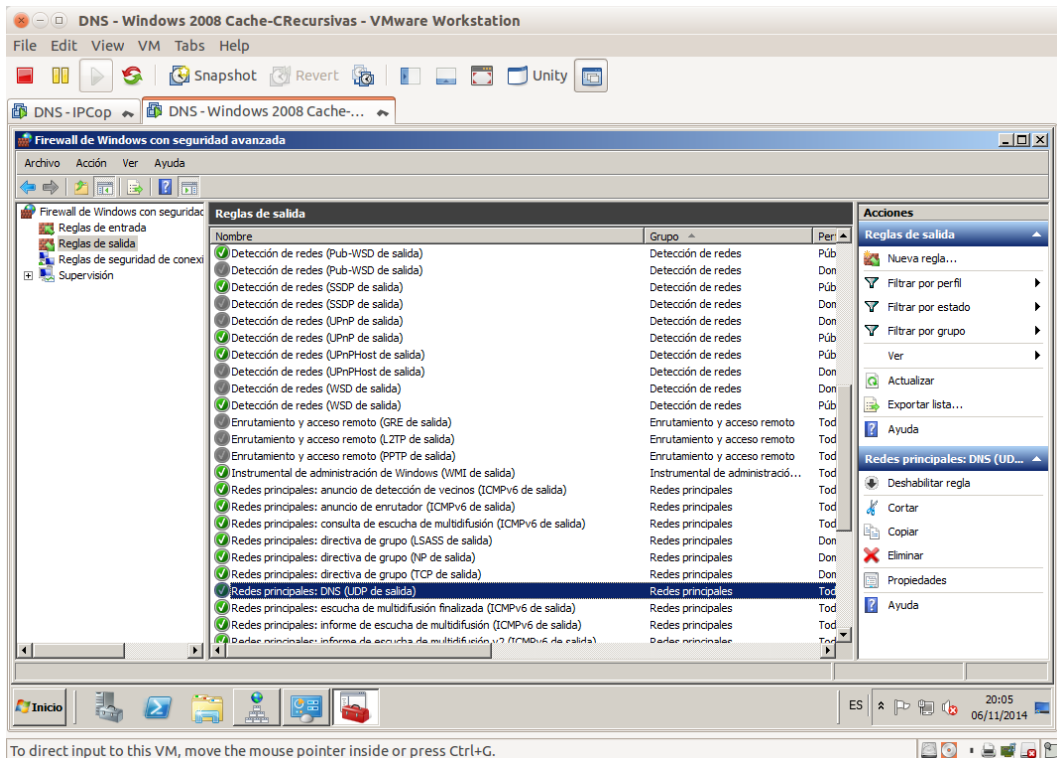 DNS - Windows 2008 Cache-CRecursivas - VMware Workstation
File Edit View VM Tabs Help
Snapshot Revert Unity
DNS - IPCop DNS - Windows 2008 Cache-...
Firewall de Windows con seguridad avanzada
Archivo Acción Ver Ayuda
Firewall de Windows con seguridad
Reglas de entrada
Reglas de salida
Reglas de seguridad de conexi
Supervisión
Reglas de salida
Nombre Grupo Per
Detección de redes (Pub-WSD de salida) Detección de redes Púb
Detección de redes (Pub-WSD de salida) Detección de redes Dom
Detección de redes (SSDP de salida) Detección de redes Púb
Detección de redes (SSDP de salida) Detección de redes Dom
Detección de redes (UPnP de salida) Detección de redes Dom
Detección de redes (UPnP de salida) Detección de redes Púb
Detección de redes (UPnPHost de salida) Detección de redes Púb
Detección de redes (UPnPHost de salida) Detección de redes Dom
Detección de redes (WSD de salida) Detección de redes Dom
Detección de redes (WSD de salida) Detección de redes Púb
Enrutamiento y acceso remoto (GRE de salida) Enrutamiento y acceso remoto Tod
Enrutamiento y acceso remoto (L2TP de salida) Enrutamiento y acceso remoto Tod
Enrutamiento y acceso remoto (PPTP de salida) Enrutamiento y acceso remoto Tod
Instrumental de administración de Windows (WMI de salida) Instrumental de administració... Tod
Redes principales: anuncio de detección de vecinos (ICMPv6 de salida) Redes principales Tod
Redes principales: anuncio de enrutador (ICMPv6 de salida) Redes principales Tod
Redes principales: consulta de escucha de multidifusión (ICMPv6 de salida) Redes principales Tod
Redes principales: directiva de grupo (LSASS de salida) Redes principales Dom
Redes principales: directiva de grupo (NP de salida) Redes principales Dom
Redes principales: directiva de grupo (TCP de salida) Redes principales Dom
Redes principales: DNS (UDP de salida) Redes principales Tod
Redes principales: escucha de multidifusión finalizada (ICMPv6 de salida) Redes principales Tod
Redes principales: informe de escucha de multidifusión (ICMPv6 de salida) Redes principales Tod
Redes principales: informe de escucha de multidifusión v2 (ICMPv6 de salida) Redes principales Tod
Acciones
Reglas de salida
Nueva regla...
Filtrar por perfil
Filtrar por estado
Filtrar por grupo
Ver
Actualizar
Exportar lista...
Ayuda
Redes principales: DNS (UD...
Deshabilitar regla
Cortar
Copiar
Eliminar
Propiedades
Ayuda
Inicio ES 20:05
06/11/2014
To direct input to this VM, move the mouse pointer inside or press Ctrl+G.